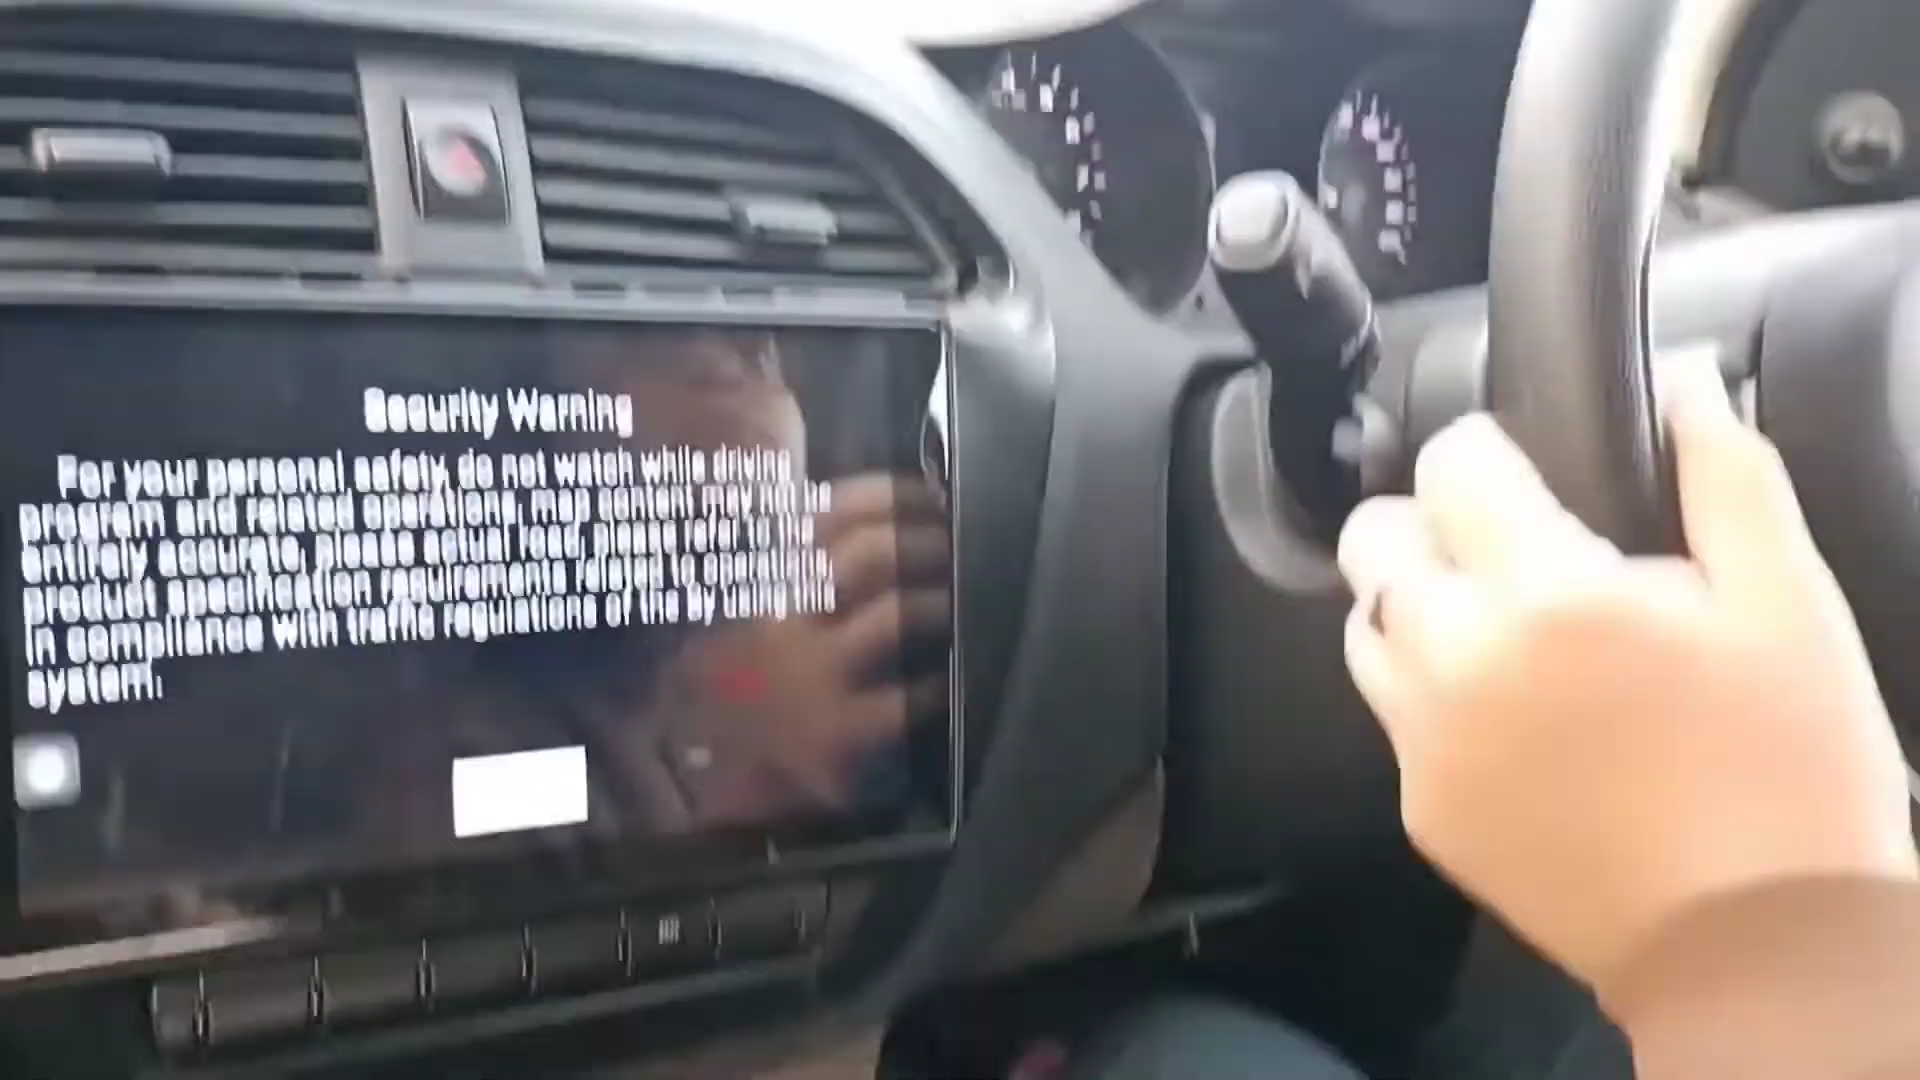 Security Warning
For your personal safety, do not watch while driving
program and related operations, map content may not be
entirely accurate, please actual road, please refer to the
product specification requirements related to operations,
in compliance with traffic regulations of the by using this
system.